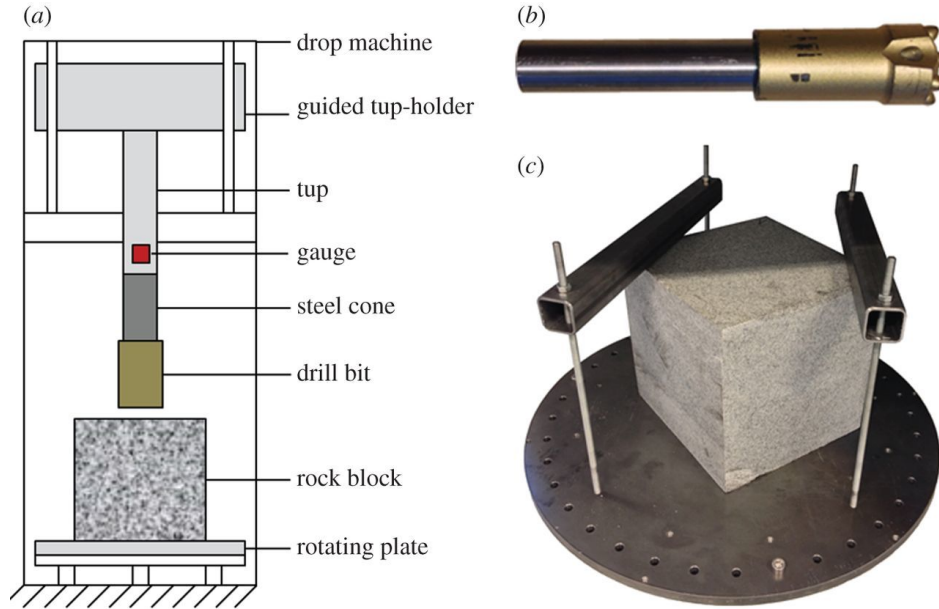 (a)
drop machine
guided tup-holder
tup
gauge
steel cone
drill bit
rock block
rotating plate
(b)
(c)